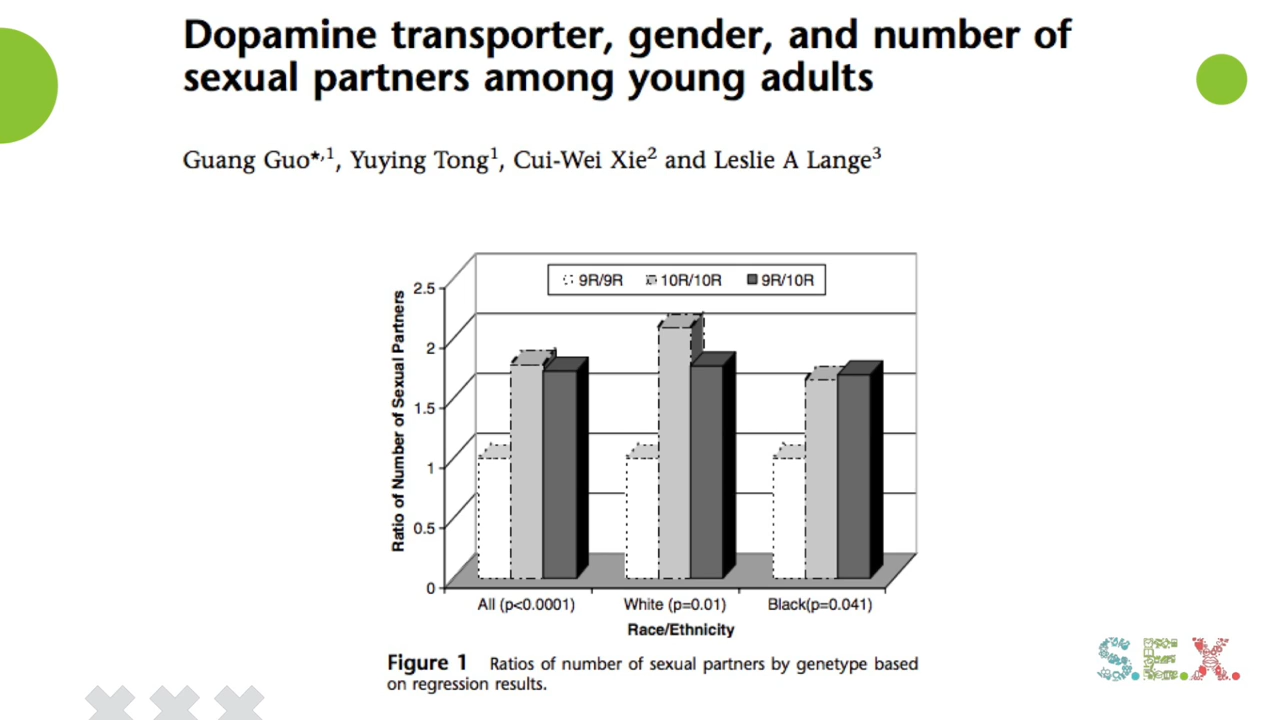 Dopamine transporter, gender, and number of
sexual partners among young adults
Guang Guo*,1, Yuying Tong1, Cui-Wei Xie2 and Leslie A Lange3
9R/9R 10R/10R 9R/10R
Ratio of Number of Sexual Partners
2.5
2
1.5
1
0.5
0
All (p<0.0001) White (p=0.01) Black(p=0.041)
Race/Ethnicity
Figure 1 Ratios of number of sexual partners by genotype based
on regression results.
S.E.X.